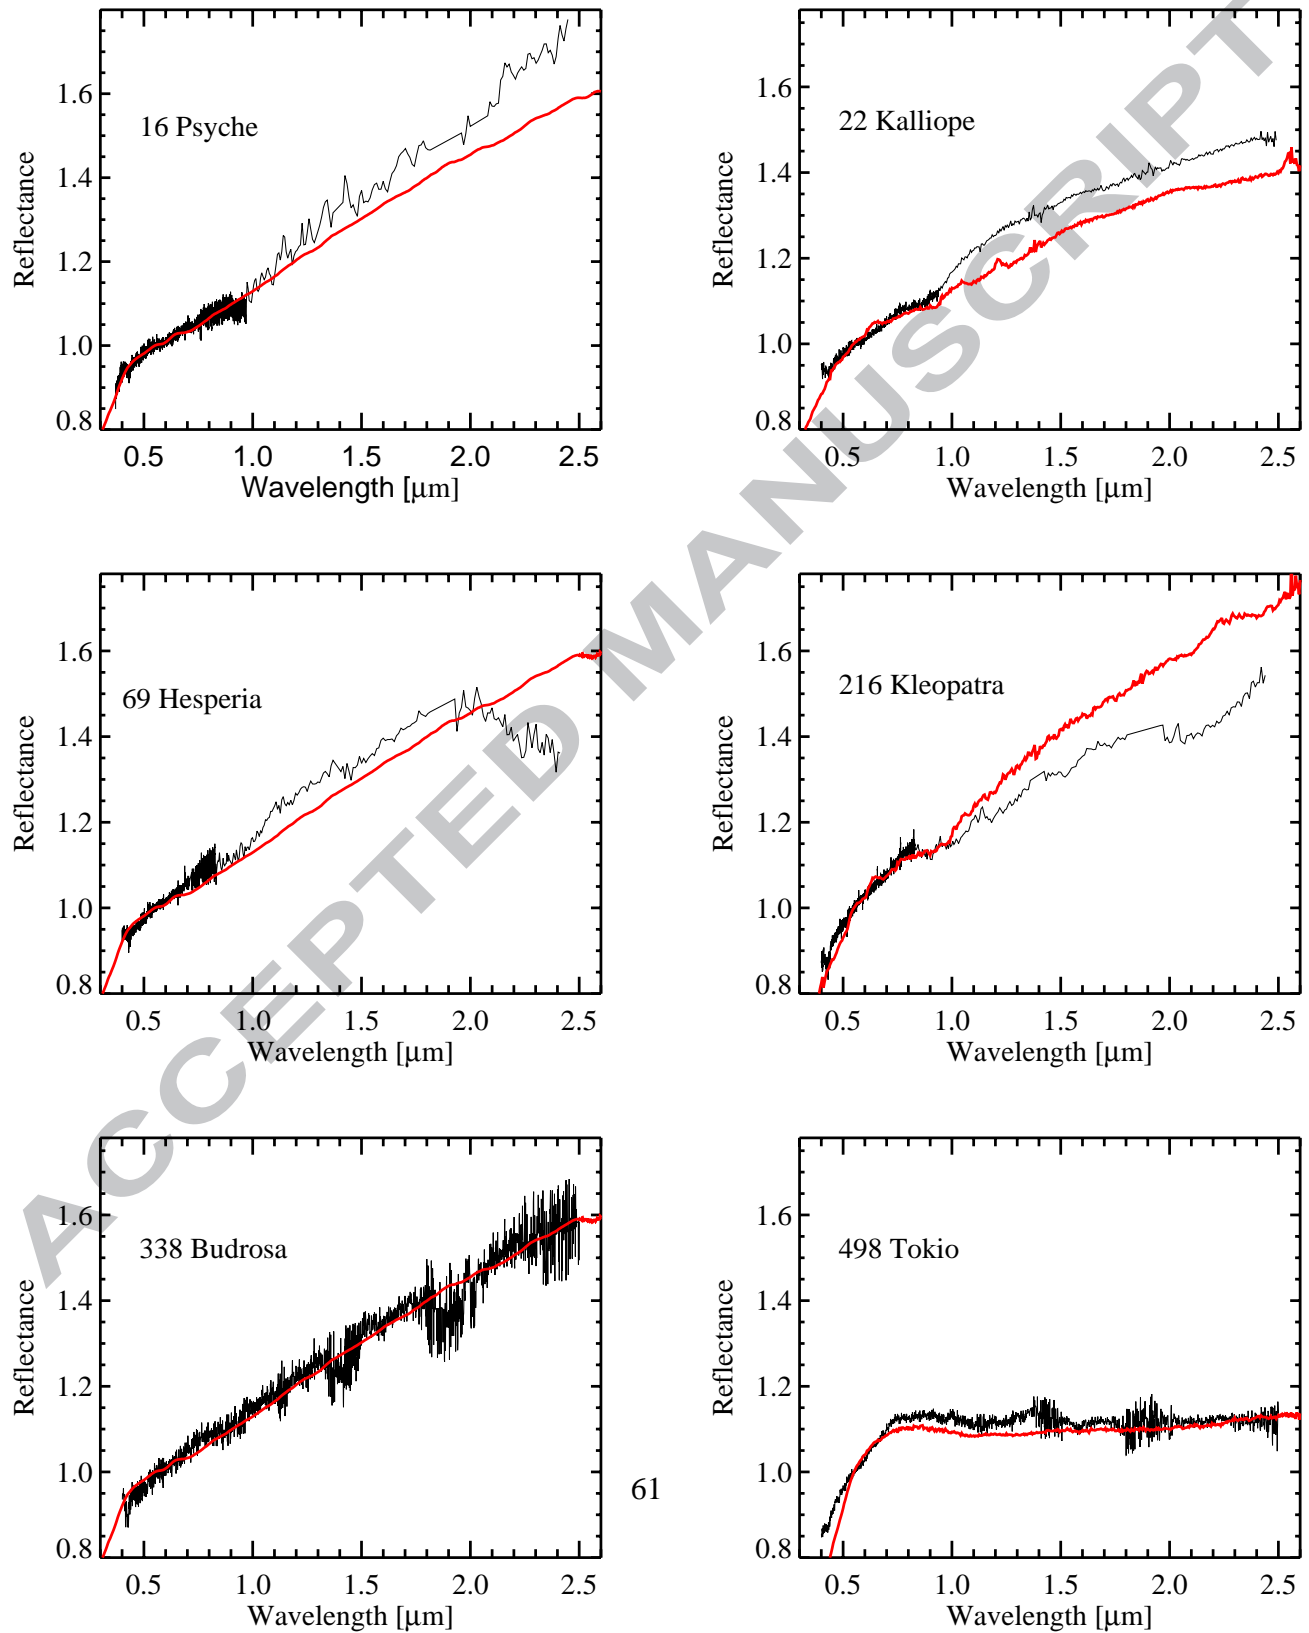 16 Psyche
Reflectance
0.8
1.0
1.2
1.4
1.6
0.5 1.0 1.5 2.0 2.5
Wavelength [μm]
22 Kalliope
Reflectance
0.8
1.0
1.2
1.4
1.6
0.5 1.0 1.5 2.0 2.5
Wavelength [μm]
69 Hesperia
Reflectance
0.8
1.0
1.2
1.4
1.6
0.5 1.0 1.5 2.0 2.5
Wavelength [μm]
216 Kleopatra
Reflectance
0.8
1.0
1.2
1.4
1.6
0.5 1.0 1.5 2.0 2.5
Wavelength [μm]
338 Budrosa
Reflectance
0.8
1.0
1.2
1.4
1.6
0.5 1.0 1.5 2.0 2.5
Wavelength [μm]
498 Tokio
Reflectance
0.8
1.0
1.2
1.4
1.6
0.5 1.0 1.5 2.0 2.5
Wavelength [μm]
61
ACCEPTED MANUSCRIPT